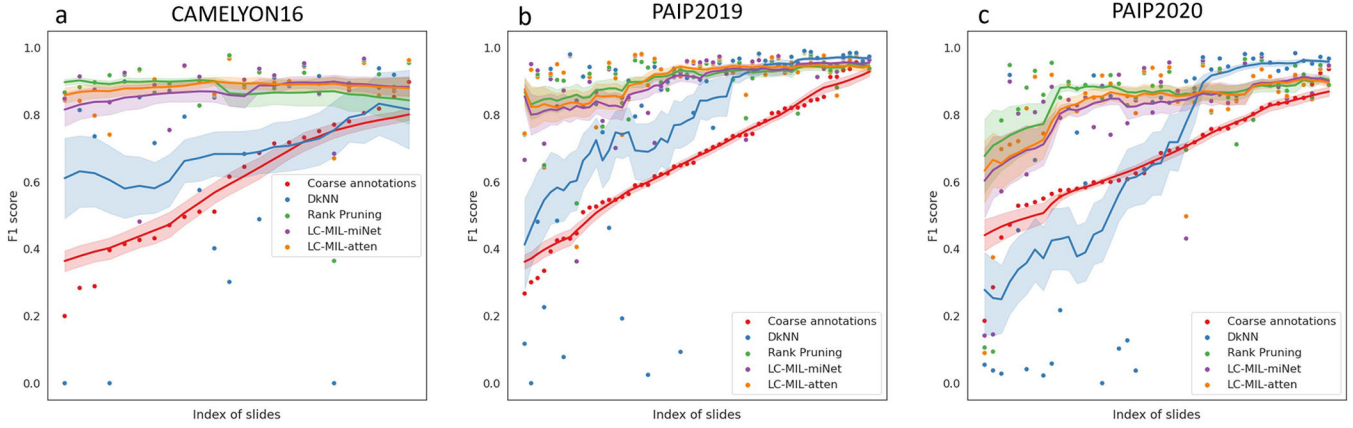 a
CAMELYON16
F1 score
1.0
0.8
0.6
0.4
0.2
0.0
Coarse annotations
DkNN
Rank Pruning
LC-MIL-miNet
LC-MIL-atten
Index of slides
b
PAIP2019
F1 score
1.0
0.8
0.6
0.4
0.2
0.0
Coarse annotations
DkNN
Rank Pruning
LC-MIL-miNet
LC-MIL-atten
Index of slides
c
PAIP2020
F1 score
1.0
0.8
0.6
0.4
0.2
0.0
Coarse annotations
DkNN
Rank Pruning
LC-MIL-miNet
LC-MIL-atten
Index of slides